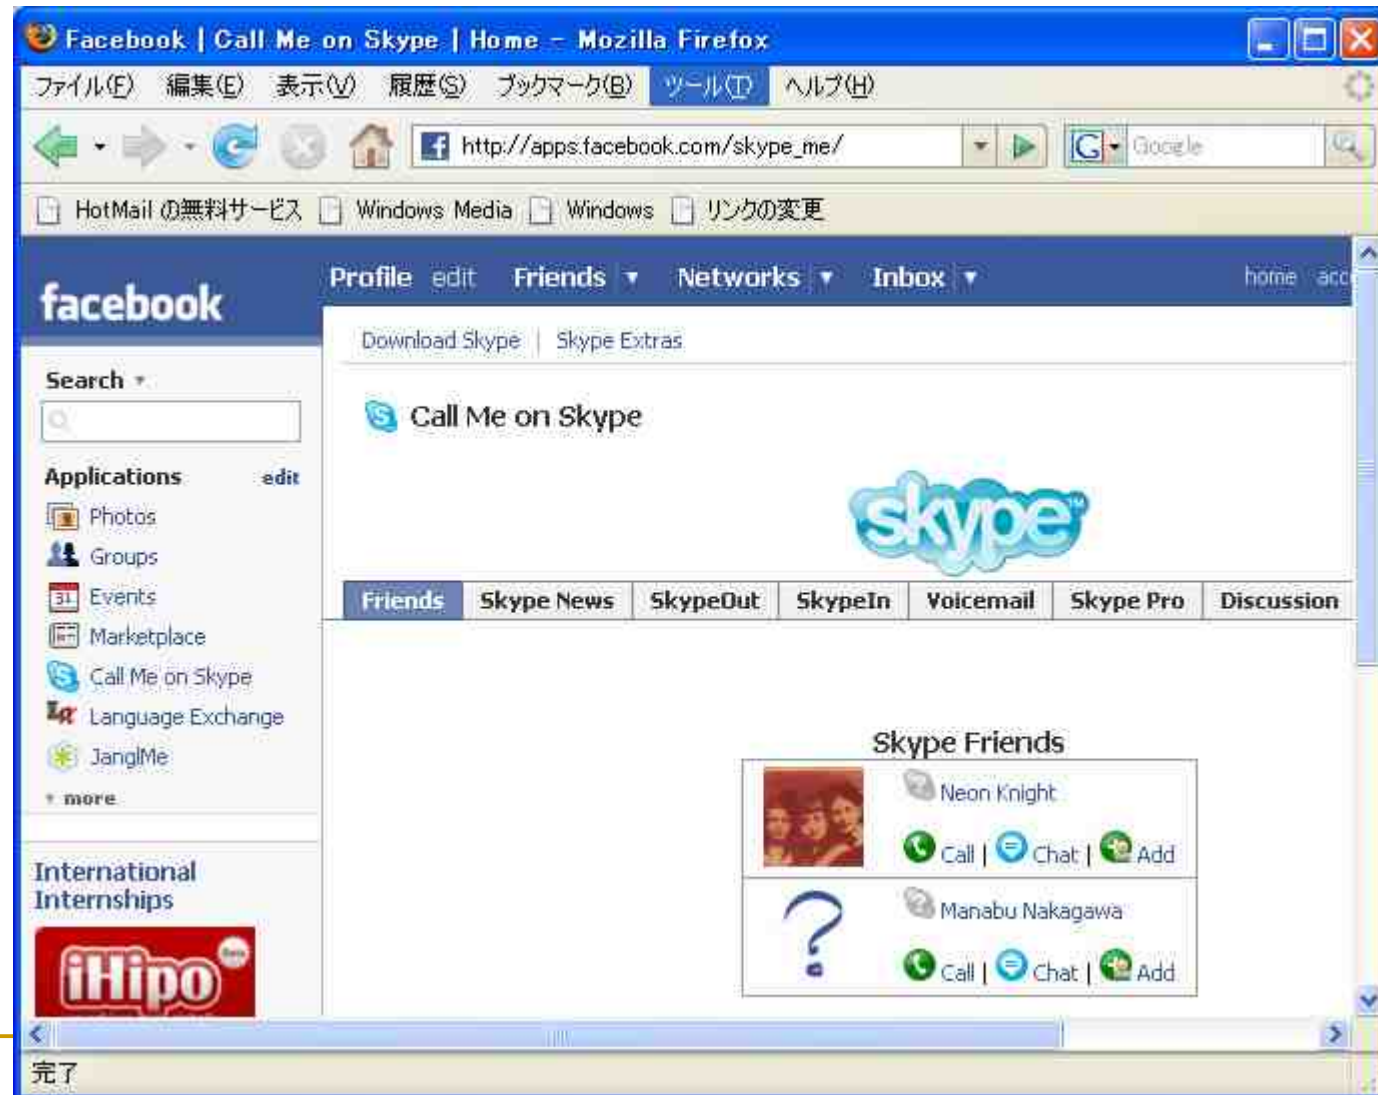 Facebook | Call Me on Skype | Home - Mozilla Firefox
ファイル(F) 編集(E) 表示(V) 履歴(S) ブックマーク(B) ツール(T) ヘルプ(H)
http://apps.facebook.com/skype_me/ G Google
HotMail の無料サービス Windows Media Windows リンクの変更
facebook
Profile edit Friends Networks Inbox home acc
Download Skype | Skype Extras
Search
Call Me on Skype
skype™
Applications edit
Photos
Groups
Events
Marketplace
Call Me on Skype
Language Exchange
JanglMe
more
Friends Skype News SkypeOut SkypeIn Voicemail Skype Pro Discussion
Skype Friends
Neon Knight
Call | Chat | Add
Manabu Nakagawa
Call | Chat | Add
International
Internships
iHipo Beta
完了